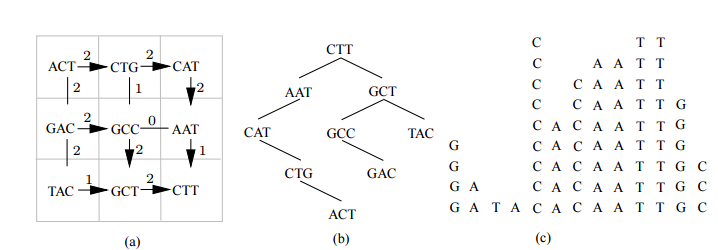 2 2
ACT CTG CAT
2 1 2
2 0
GAC GCC AAT
2 2 1
1 2
TAC GCT CTT
(a)
CTT
AAT GCT
CAT GCC TAC
CTG GAC
ACT
(b)
C T T
C A A T T
C C A A T T
C C A A T T G
C A C A A T T G
G C A C A A T T G
G C A C A A T T G C
G A C A C A A T T G C
G A T A C A C A A T T G C
(c)